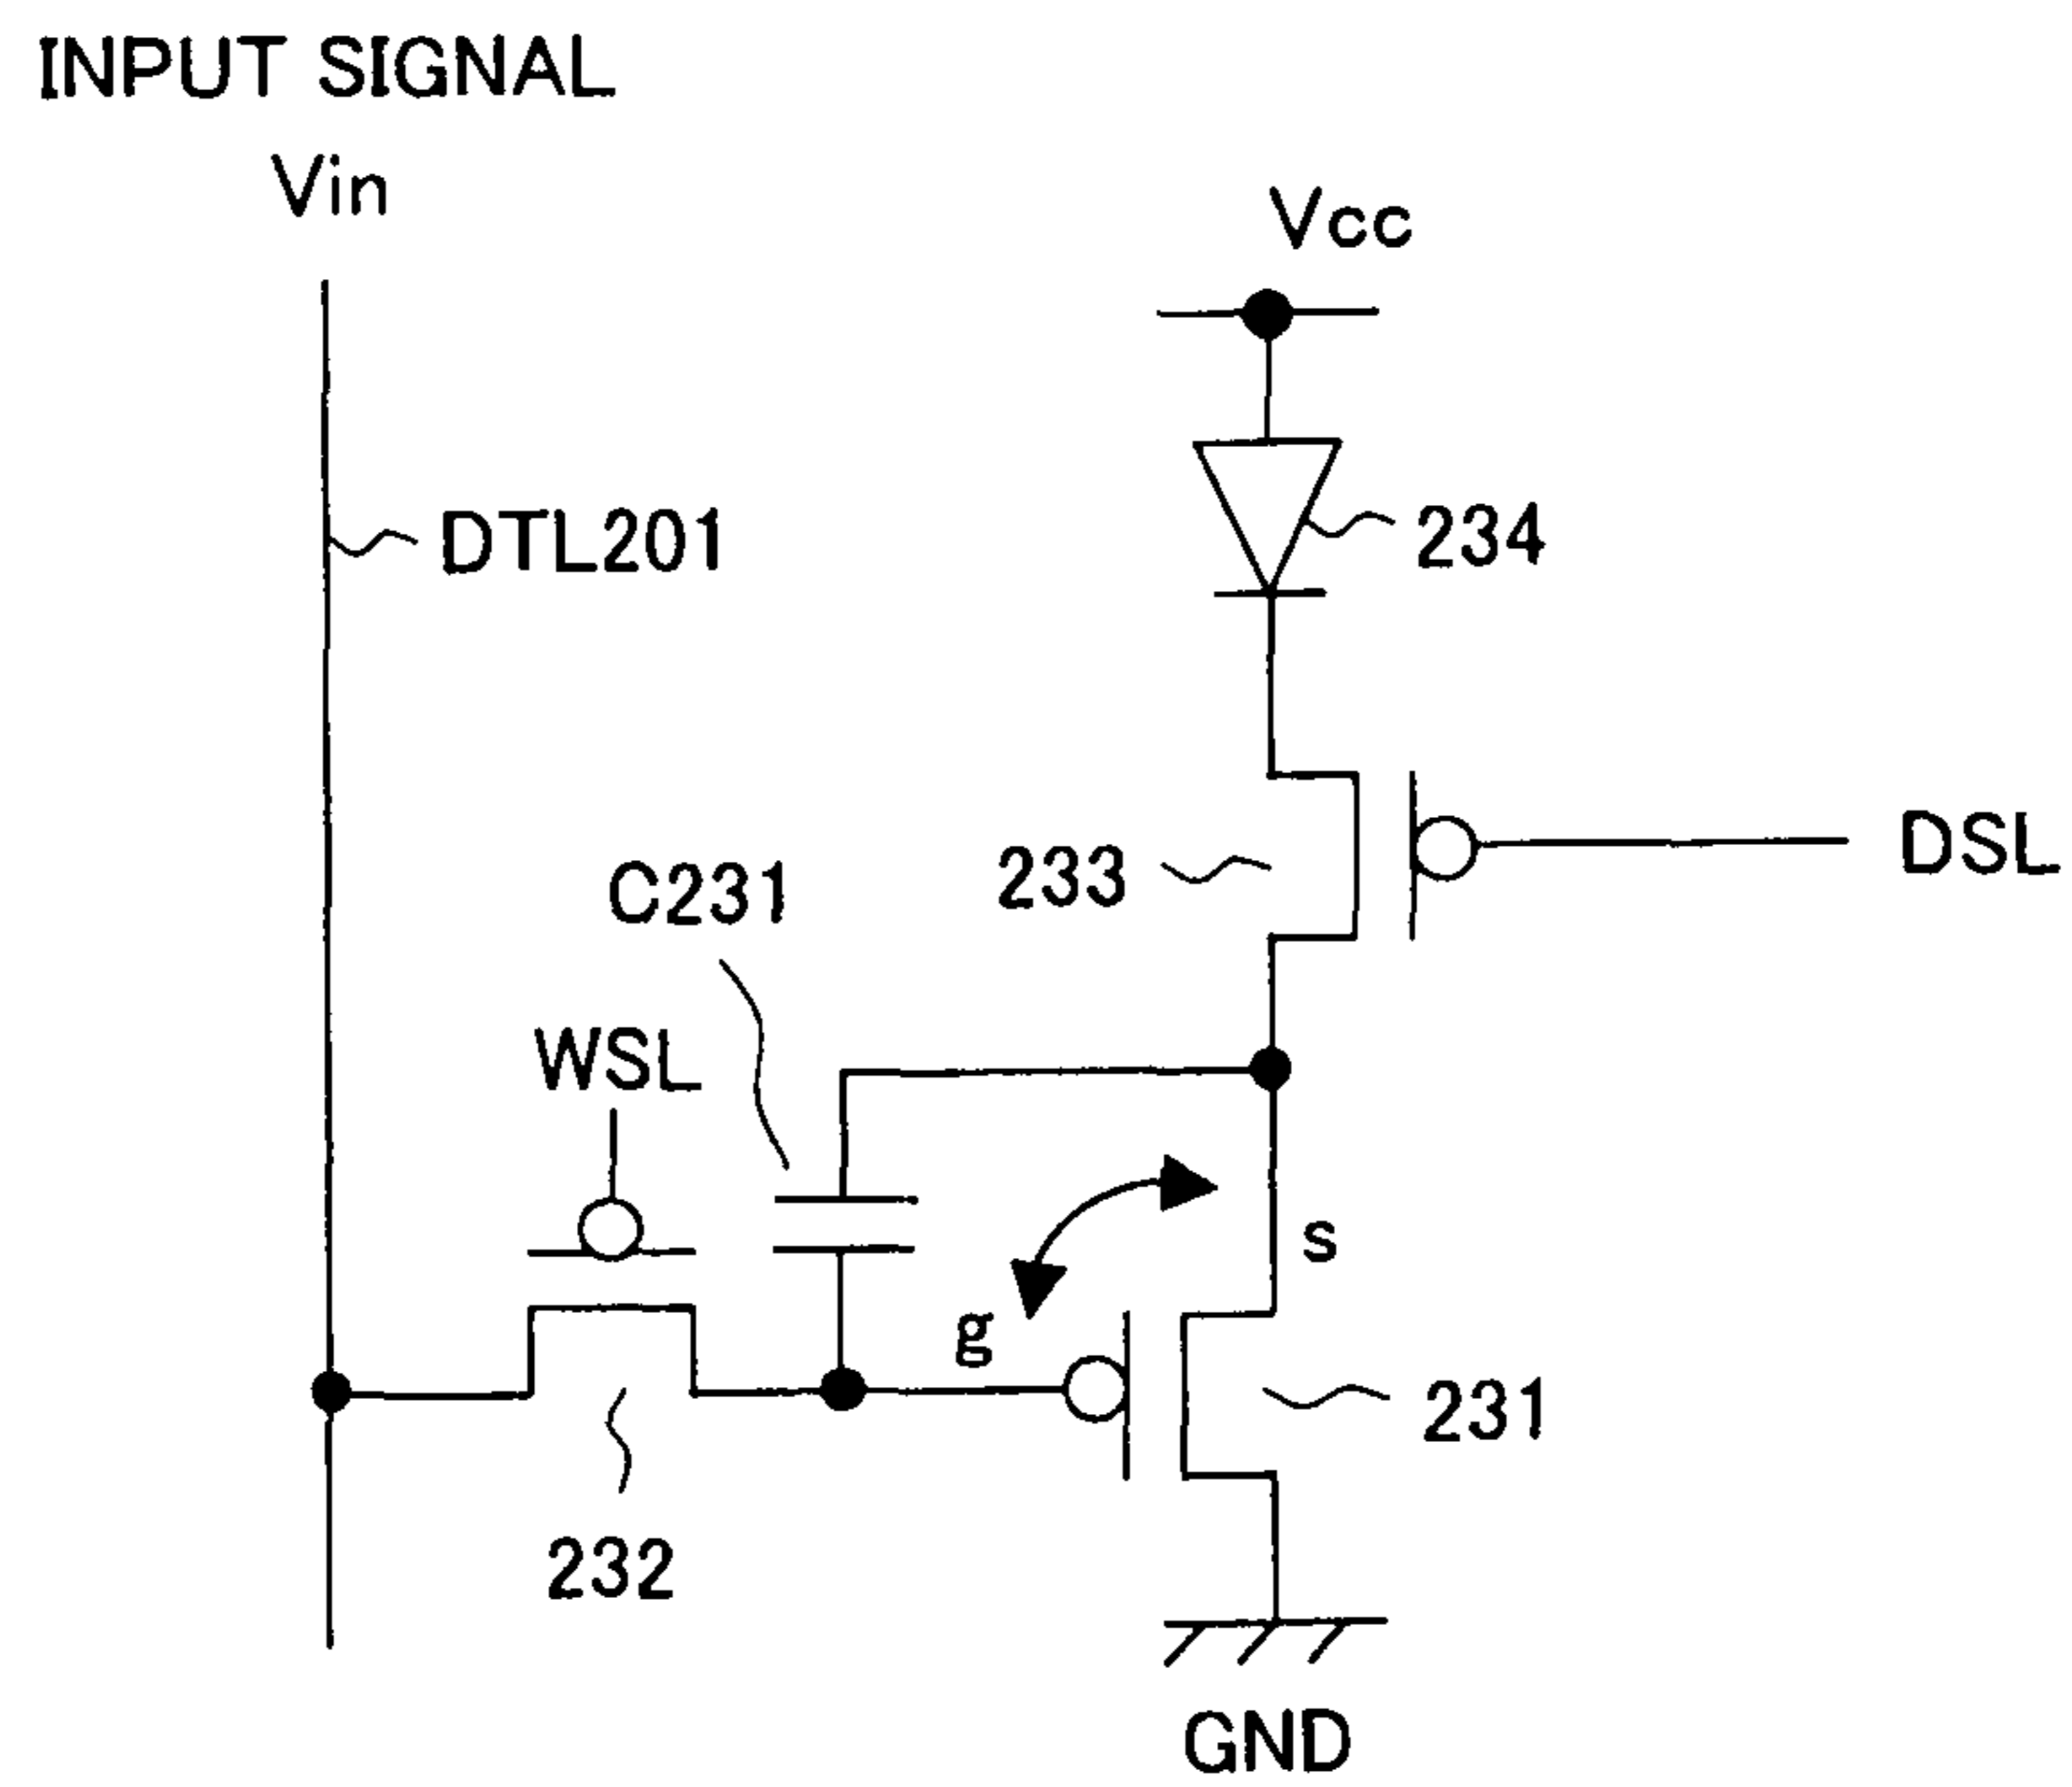 INPUT SIGNAL
Vin
Vcc
DTL201
234
233
DSL
C231
WSL
s
g
231
232
GND